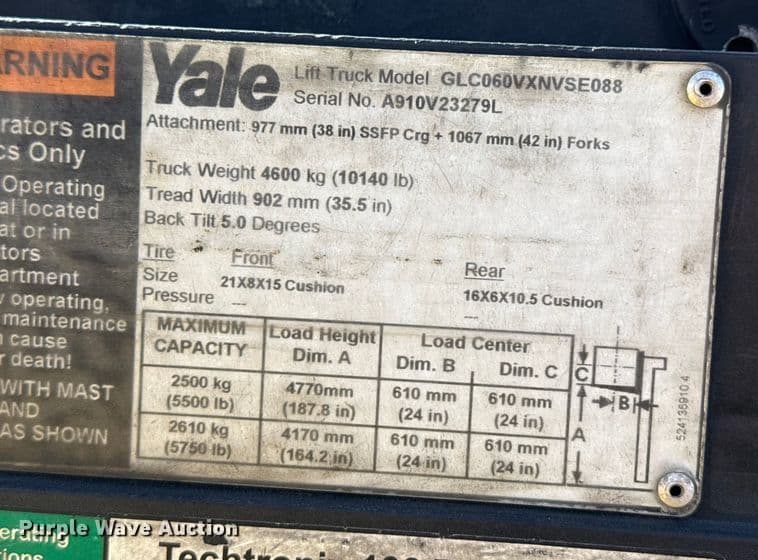 ARNING
rators and
cs Only
Operating
al located
at or in
tors
artment
operating,
maintenance
cause
r death!
WITH MAST
AND
AS SHOWN
Yale
Lift Truck Model GLC060VXNVSE088
Serial No. A910V23279L
Attachment: 977 mm (38 in) SSFP Crg + 1067 mm (42 in) Forks
Truck Weight 4600 kg (10140 lb)
Tread Width 902 mm (35.5 in)
Back Tilt 5.0 Degrees
Tire Front Rear
Size 21X8X15 Cushion 16X6X10.5 Cushion
Pressure __ __
MAXIMUM CAPACITY Load Height Dim. A Load Center
Dim. B Dim. C
2500 kg 4770mm 610 mm 610 mm
(5500 lb) (187.8 in) (24 in) (24 in)
2610 kg 4170 mm 610 mm 610 mm
(5750 lb) (164.2 in) (24 in) (24 in)
C
B
A
524136910 4
Purple Wave Auction